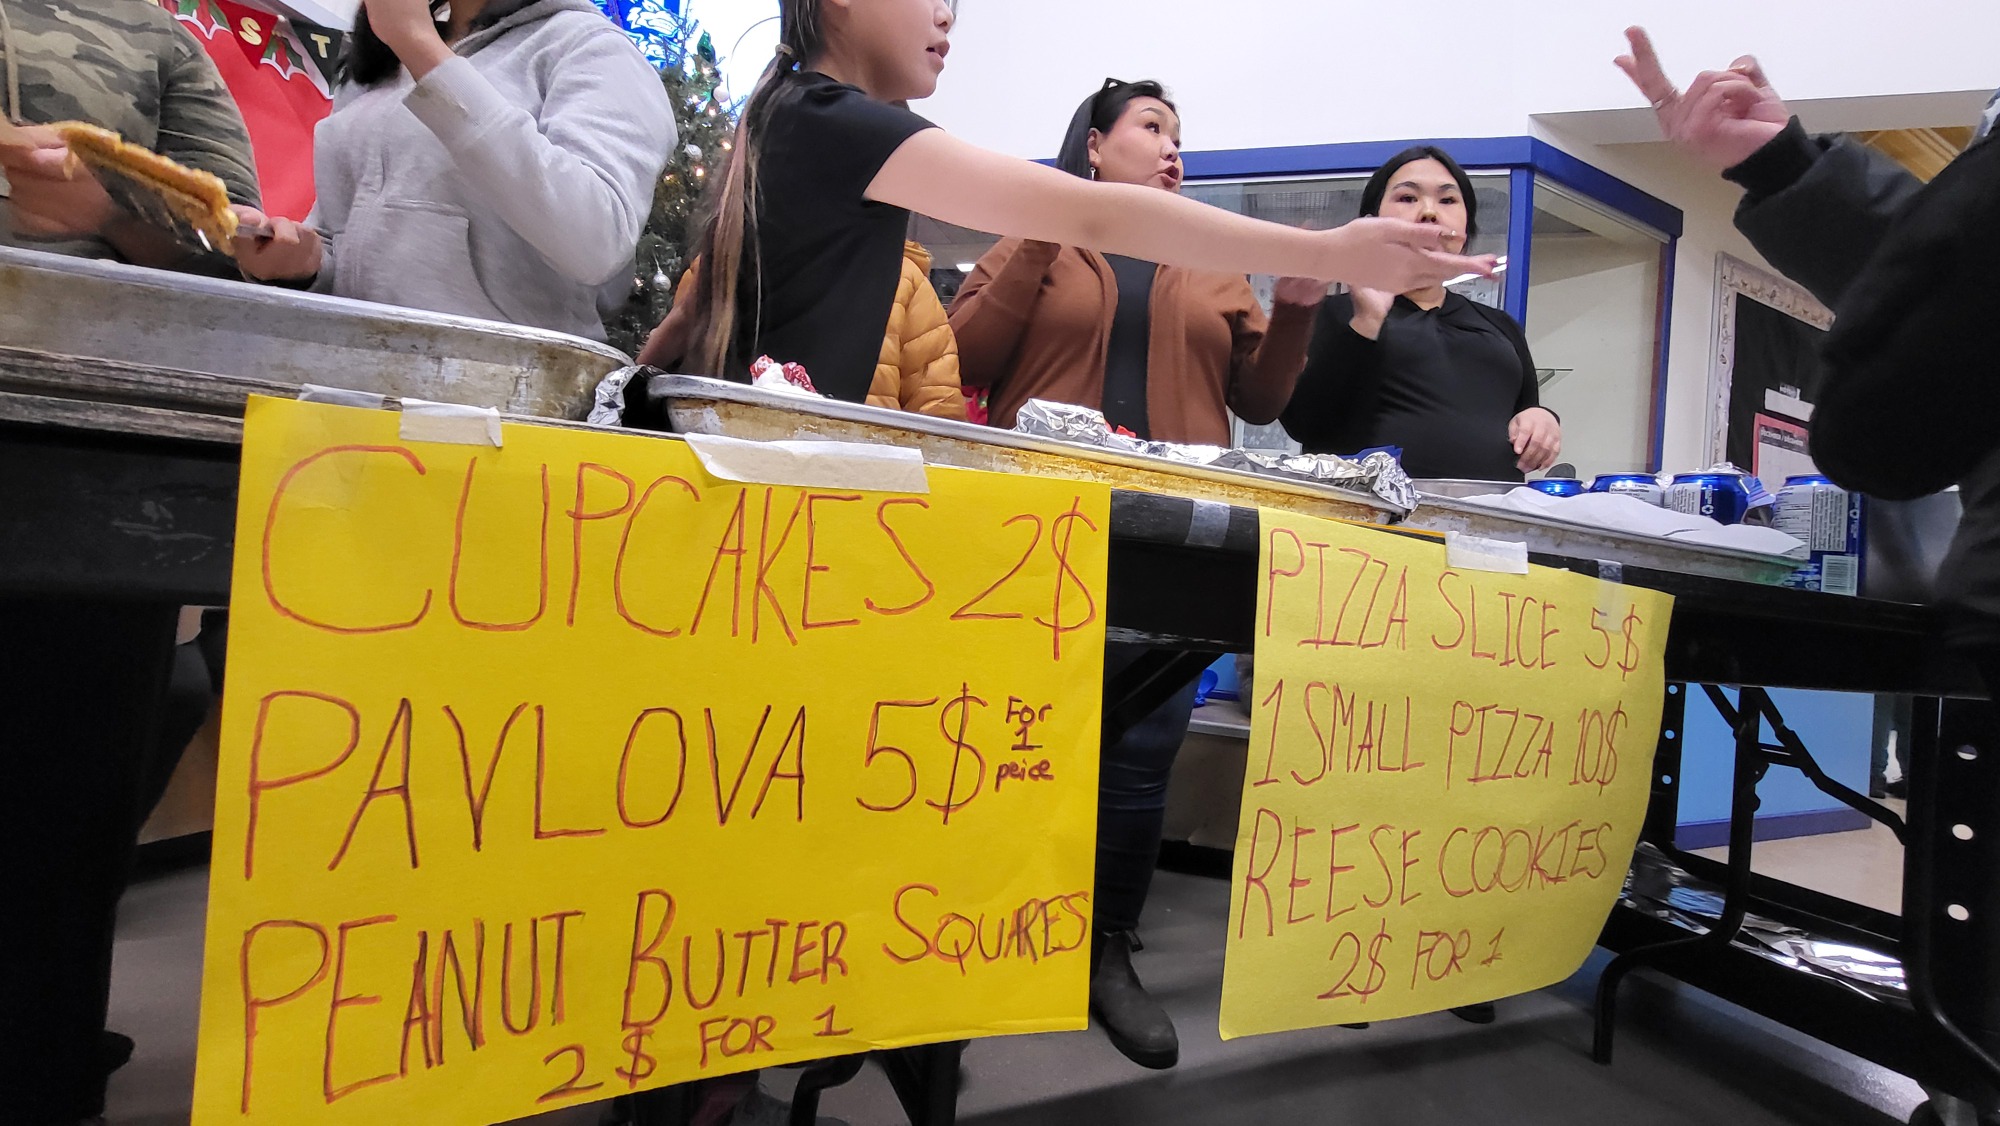 S T
CUPCAKES 2$
PAVLOVA 5$ For 1 peice
PEANUT BUTTER SQUARES
2$ FOR 1
PIZZA SLICE 5$
1 SMALL PIZZA 10$
REESE COOKIES
2$ FOR 1